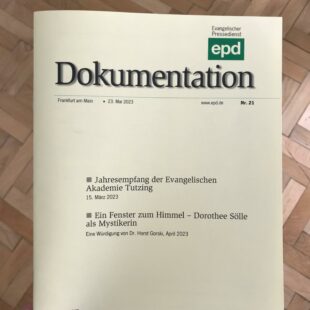 Evangelischer
Pressedienst
epd
Dokumentation
Frankfurt am Main ■ 23. Mai 2023 www.epd.de Nr. 21
■ Jahresempfang der Evangelischen
Akademie Tutzing
15. März 2023
■ Ein Fenster zum Himmel – Dorothee Sölle
als Mystikerin
Eine Würdigung von Dr. Horst Gorski, April 2023